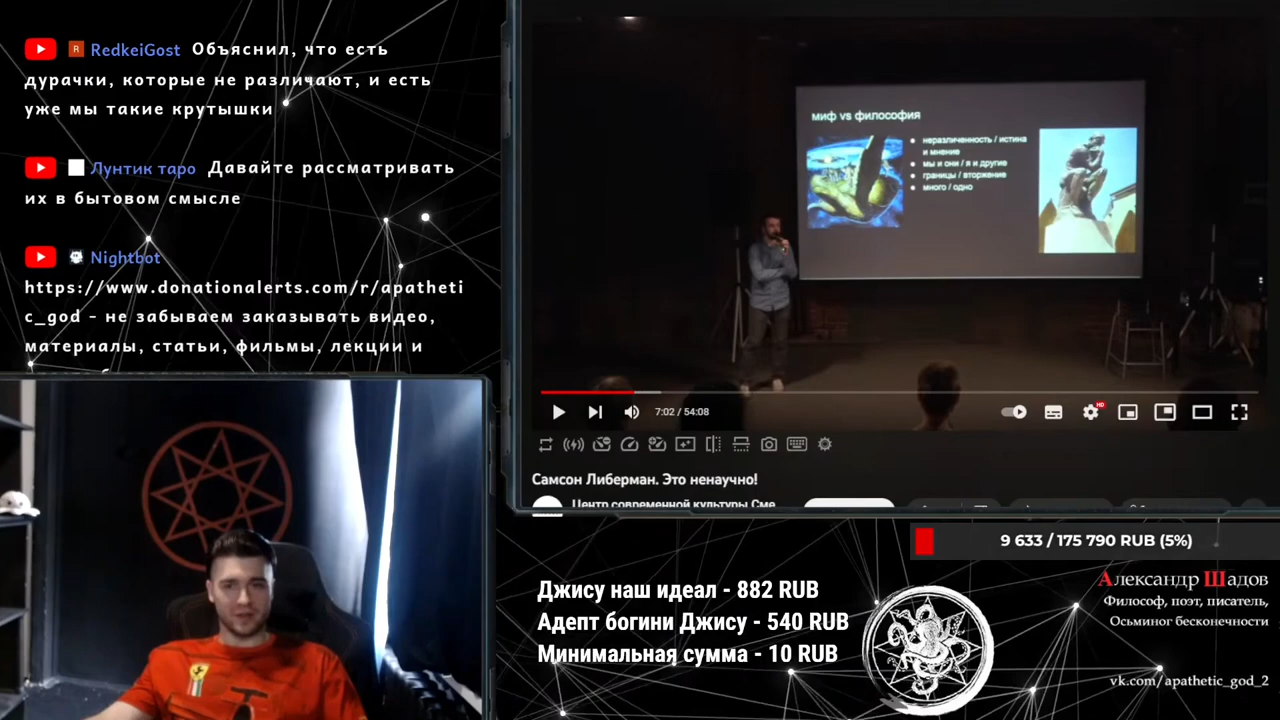 RedkeiGost Объяснил, что есть
дурачки, которые не различают, и есть
уже мы такие крутышки
Лунтик таро Давайте рассматривать
их в бытовом смысле
Nightbot
https://www.donationalerts.com/r/apatheti
c_god - не забываем заказывать видео,
материалы, статьи, фильмы, лекции и
миф vs философия
неразличенность / истина
и мнение
мы и они / я и другие
границы / вторжение
много / одно
7:02 / 54:08
HD
Самсон Либерман. Это ненаучно!
Центр современной культуры Сме
9 633 / 175 790 RUB (5%)
Джису наш идеал - 882 RUB
Адепт богини Джису - 540 RUB
Минимальная сумма - 10 RUB
Александр Шадов
Философ, поэт, писатель,
Осьминог бесконечности
vk.com/apathetic_god_2